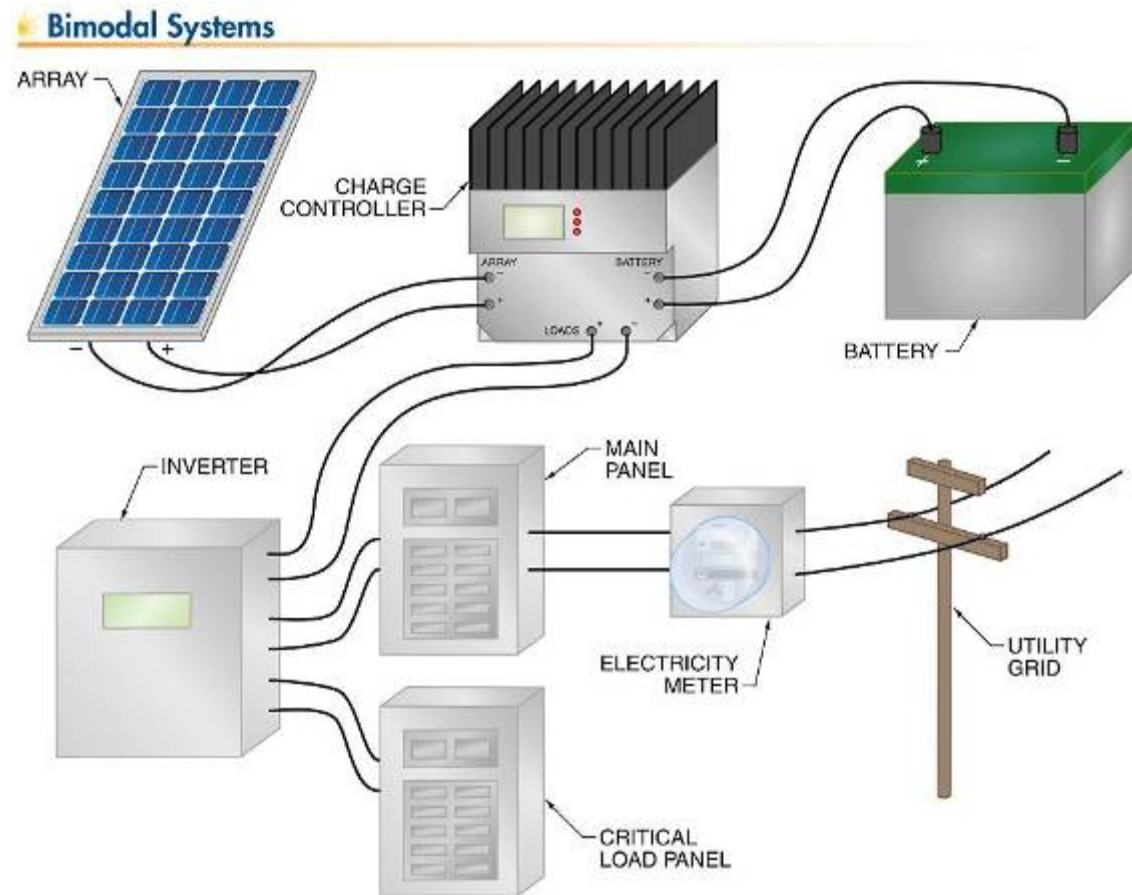 Bimodal Systems
ARRAY
CHARGE
CONTROLLER
ARRAY
BATTERY
−
+
−
+
LOADS
+
−
+
−
BATTERY
−
+
INVERTER
MAIN
PANEL
ELECTRICITY
METER
UTILITY
GRID
CRITICAL
LOAD PANEL